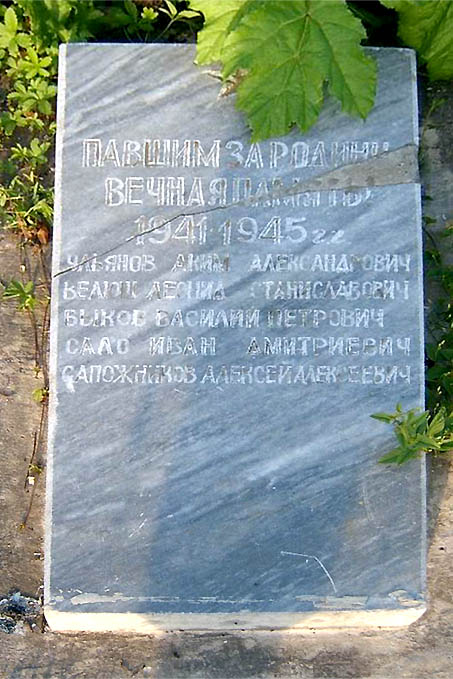 ПАВШИМ ЗА РОДИНУ
ВЕЧНАЯ ПАМЯТЬ!
1941-1945 г.г.
УЛЬЯНОВ АКИМ АЛЕКСАНДРОВИЧ
ЛЕОНИД СТАНИСЛАВОВИЧ
БЫКОВ ВАСИЛИЙ ПЕТРОВИЧ
САЛО ИВАН ДМИТРИЕВИЧ
САПОЖНИКОВ АЛЕКСЕЙ АЛЕКСЕЕВИЧ